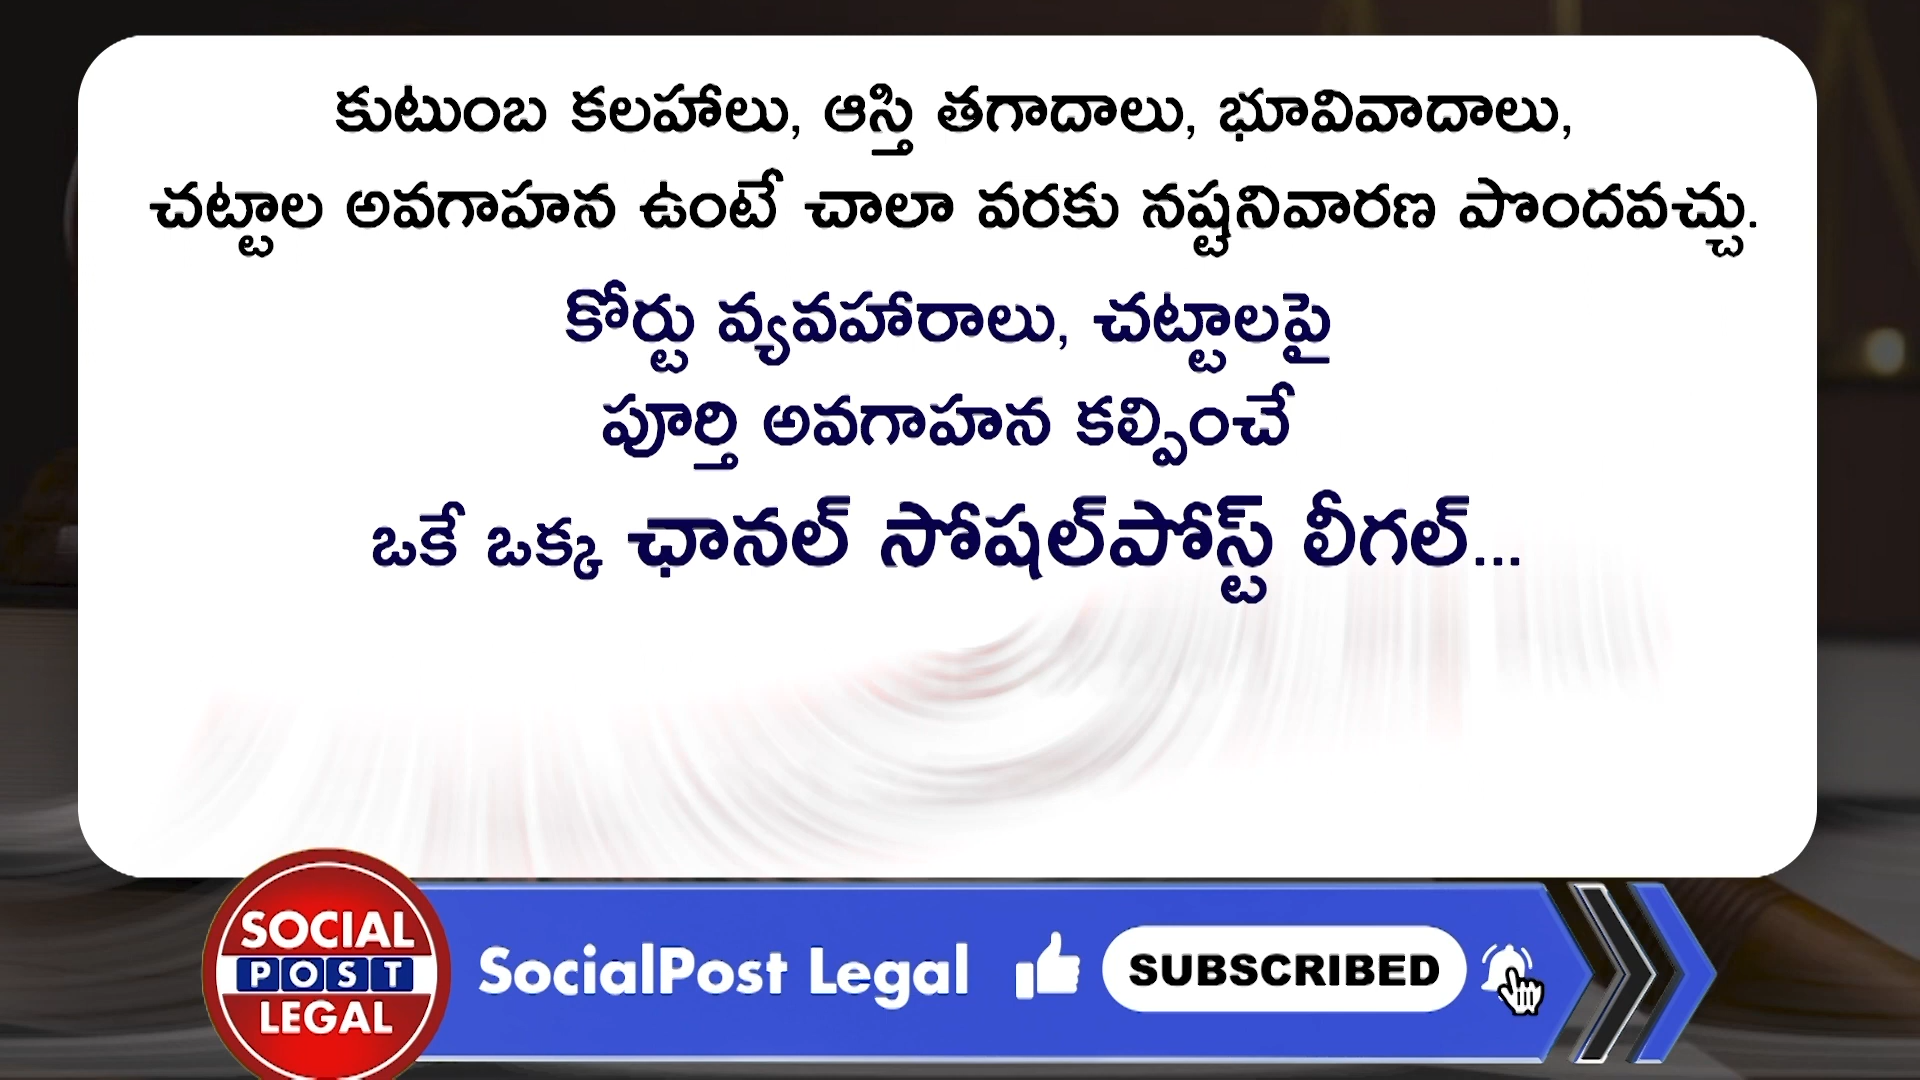 కుటుంబ కలహాలు, ఆస్తి తగాదాలు, భూవివాదాలు,
చట్టాల అవగాహన ఉంటే చాలా వరకు నష్టనివారణ పొందవచ్చు.
కోర్టు వ్యవహారాలు, చట్టాలపై
పూర్తి అవగాహన కల్పించే
ఒకే ఒక్క ఛానల్ సోషల్‌పోస్ట్ లీగల్...
SOCIAL
POST
LEGAL
SocialPost Legal
SUBSCRIBED